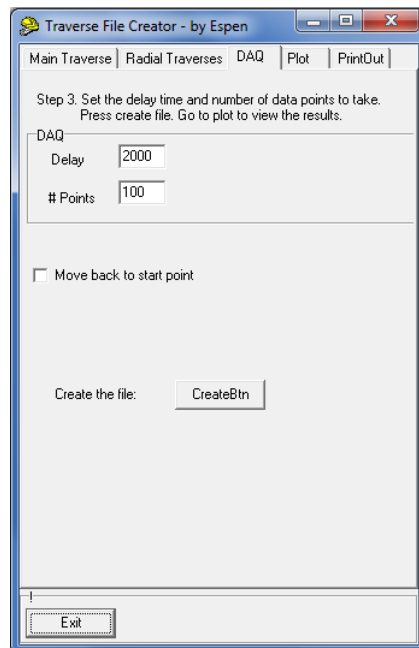 Traverse File Creator - by Espen
Main Traverse Radial Traverses DAQ Plot PrintOut
Step 3. Set the delay time and number of data points to take.
Press create file. Go to plot to view the results.
DAQ
Delay 2000
# Points 100
Move back to start point
Create the file: CreateBtn
!
Exit